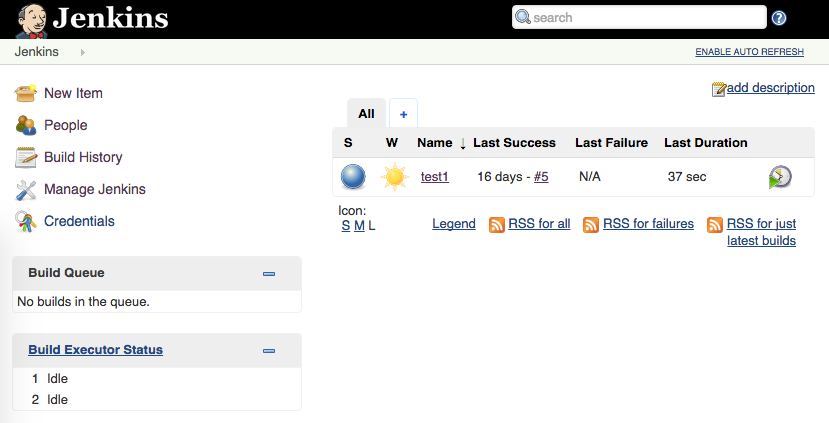 Jenkins
search
Jenkins
ENABLE AUTO REFRESH
New Item
People
Build History
Manage Jenkins
Credentials
Build Queue
No builds in the queue.
Build Executor Status
1 Idle
2 Idle
add description
All +
S W Name ↓ Last Success Last Failure Last Duration
test1 16 days - #5 N/A 37 sec
Icon:
S M L
Legend RSS for all RSS for failures RSS for just
latest builds